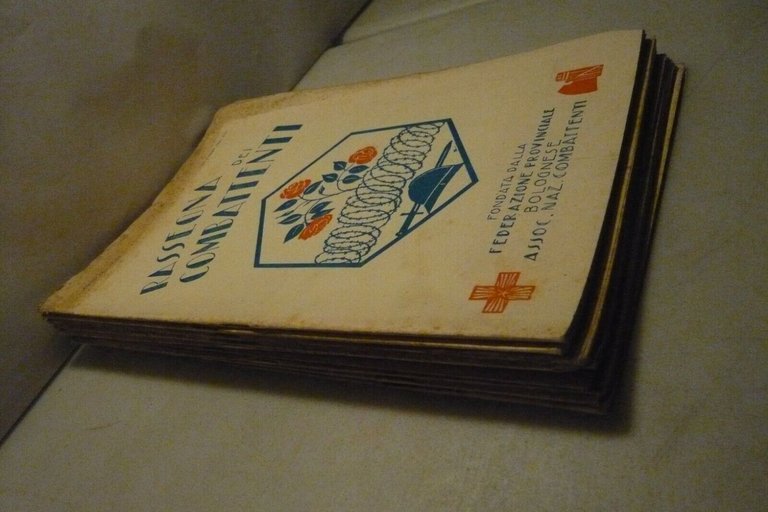 RASSEGNA
DEI
COMBATTENTI
FONDATA DALLA
FEDERAZIONE PROVINCIALE
BOLOGNESE
ASSOC. NAZ. COMBATTENTI